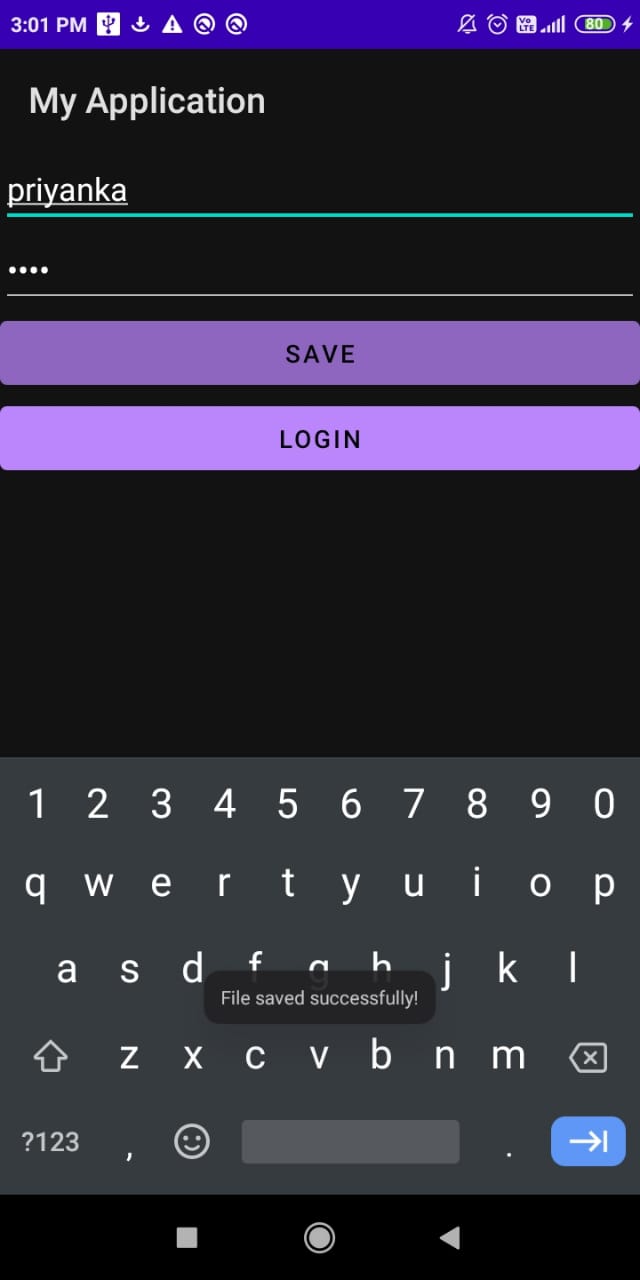 3:01 PM Vo LTE 80
My Application
priyanka
••••
SAVE
LOGIN
1 2 3 4 5 6 7 8 9 0
q w e r t y u i o p
a s d f g h j k l
File saved successfully!
z x c v b n m
?123 , .